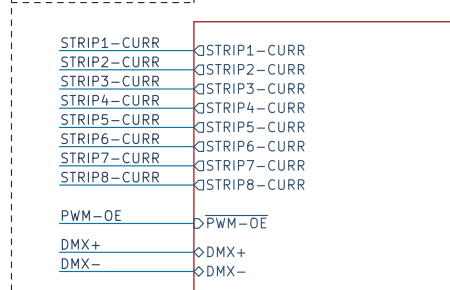 STRIP1-CURR STRIP1-CURR
STRIP2-CURR STRIP2-CURR
STRIP3-CURR STRIP3-CURR
STRIP4-CURR STRIP4-CURR
STRIP5-CURR STRIP5-CURR
STRIP6-CURR STRIP6-CURR
STRIP7-CURR STRIP7-CURR
STRIP8-CURR STRIP8-CURR
PWM-OE PWM-OE
DMX+ DMX+
DMX- DMX-